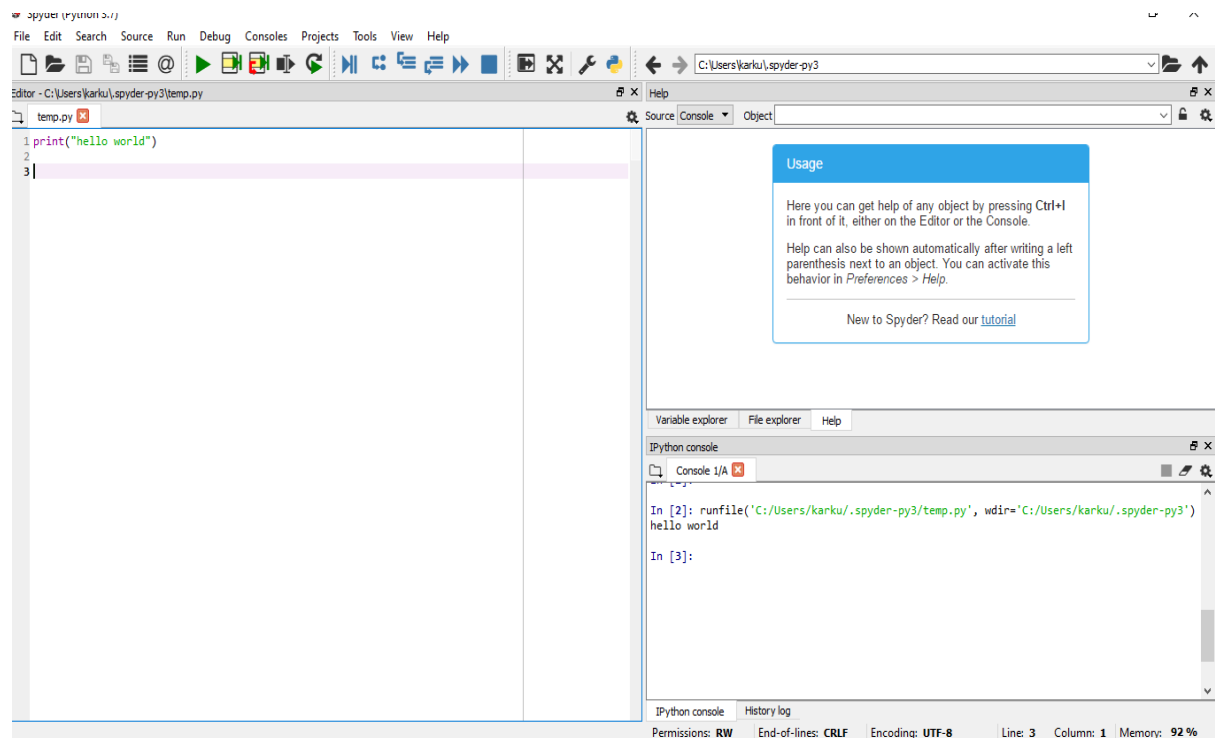 Spyder (Python 3.7)
File Edit Search Source Run Debug Consoles Projects Tools View Help
C:\Users\karku\.spyder-py3
Editor - C:\Users\karku\.spyder-py3\temp.py
temp.py
1 print("hello world")
2
3
Help
Source Console Object
Usage
Here you can get help of any object by pressing Ctrl+I
in front of it, either on the Editor or the Console.
Help can also be shown automatically after writing a left
parenthesis next to an object. You can activate this
behavior in Preferences > Help.
New to Spyder? Read our tutorial
Variable explorer File explorer Help
IPython console
Console 1/A
In [2]: runfile('C:/Users/karku/.spyder-py3/temp.py', wdir='C:/Users/karku/.spyder-py3')
hello world
In [3]:
IPython console History log
Permissions: RW End-of-lines: CRLF Encoding: UTF-8 Line: 3 Column: 1 Memory: 92 %